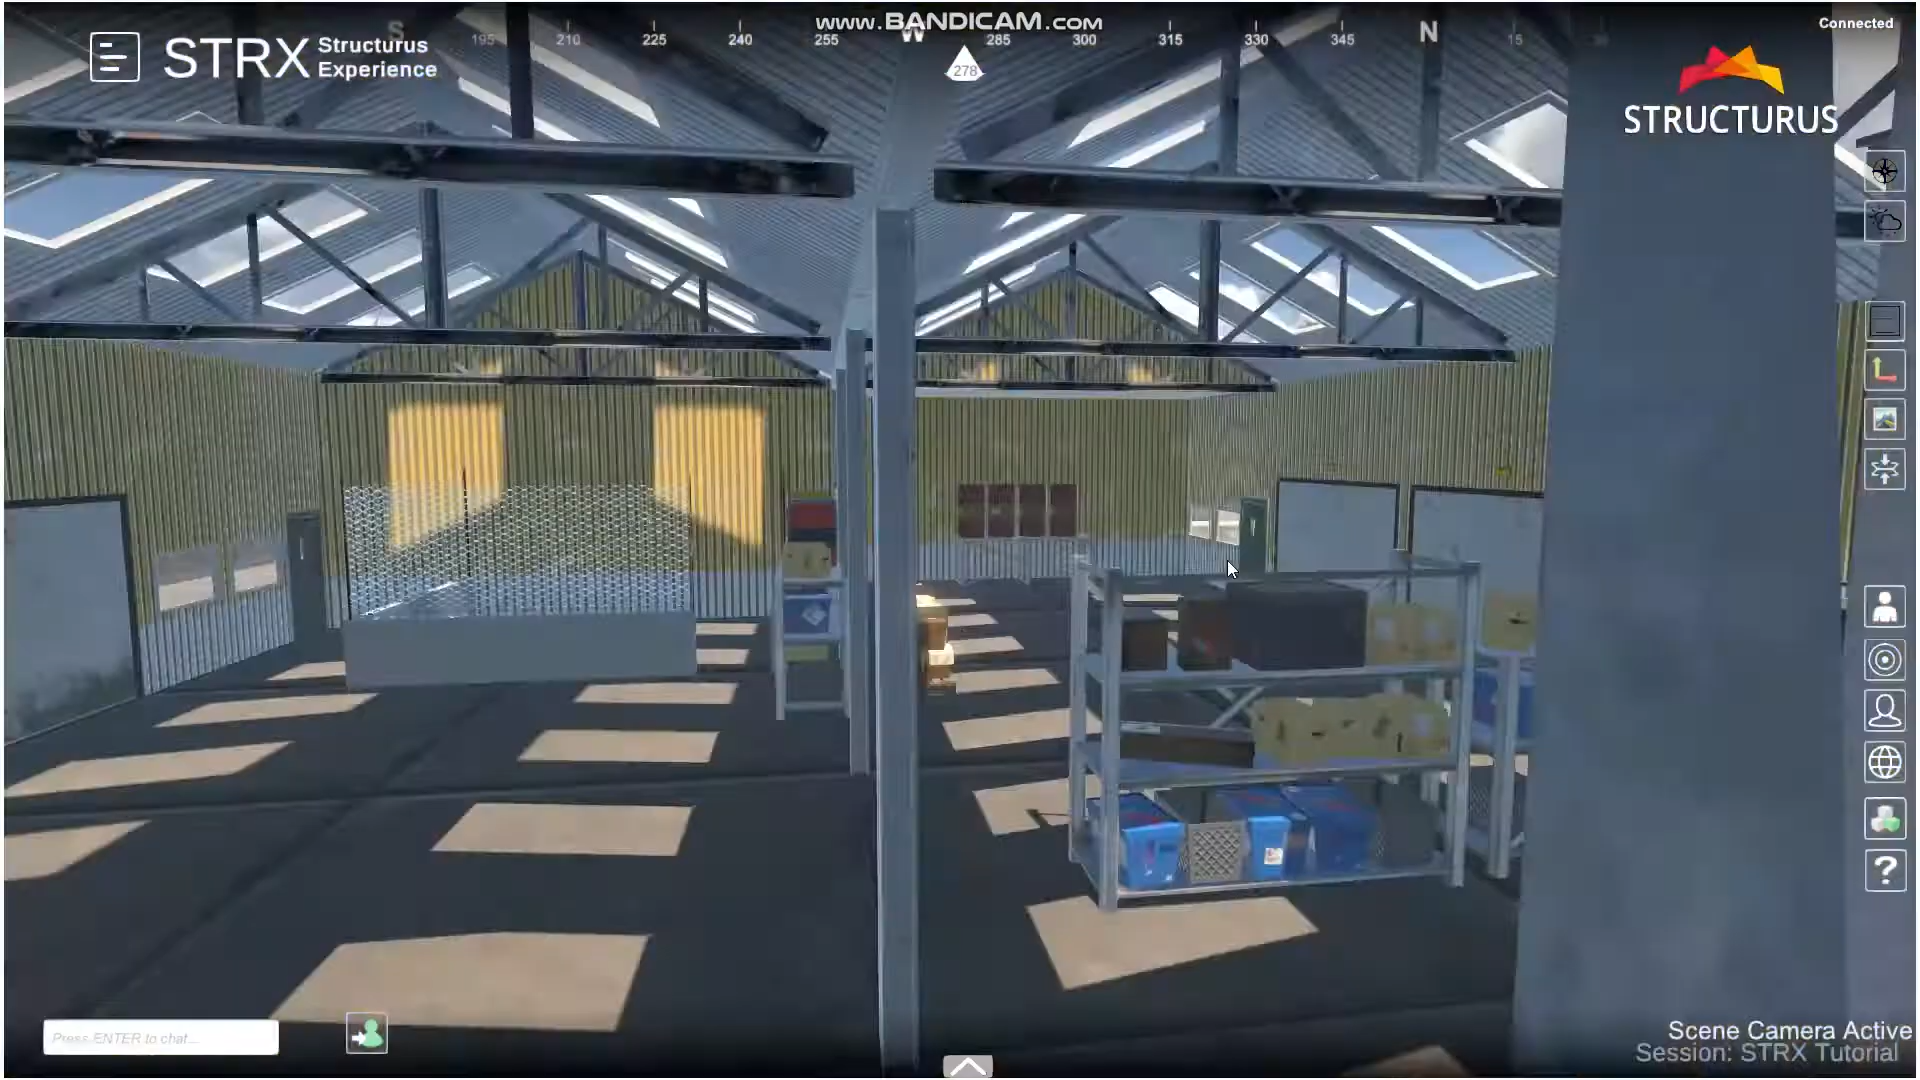 www.BANDICAM.com
Connected
S 195 210 225 240 255 W 285 300 315 330 345 N 15
278
STRX Structurus
Experience
STRUCTURUS
Press ENTER to chat...
Scene Camera Active
Session: STRX Tutorial